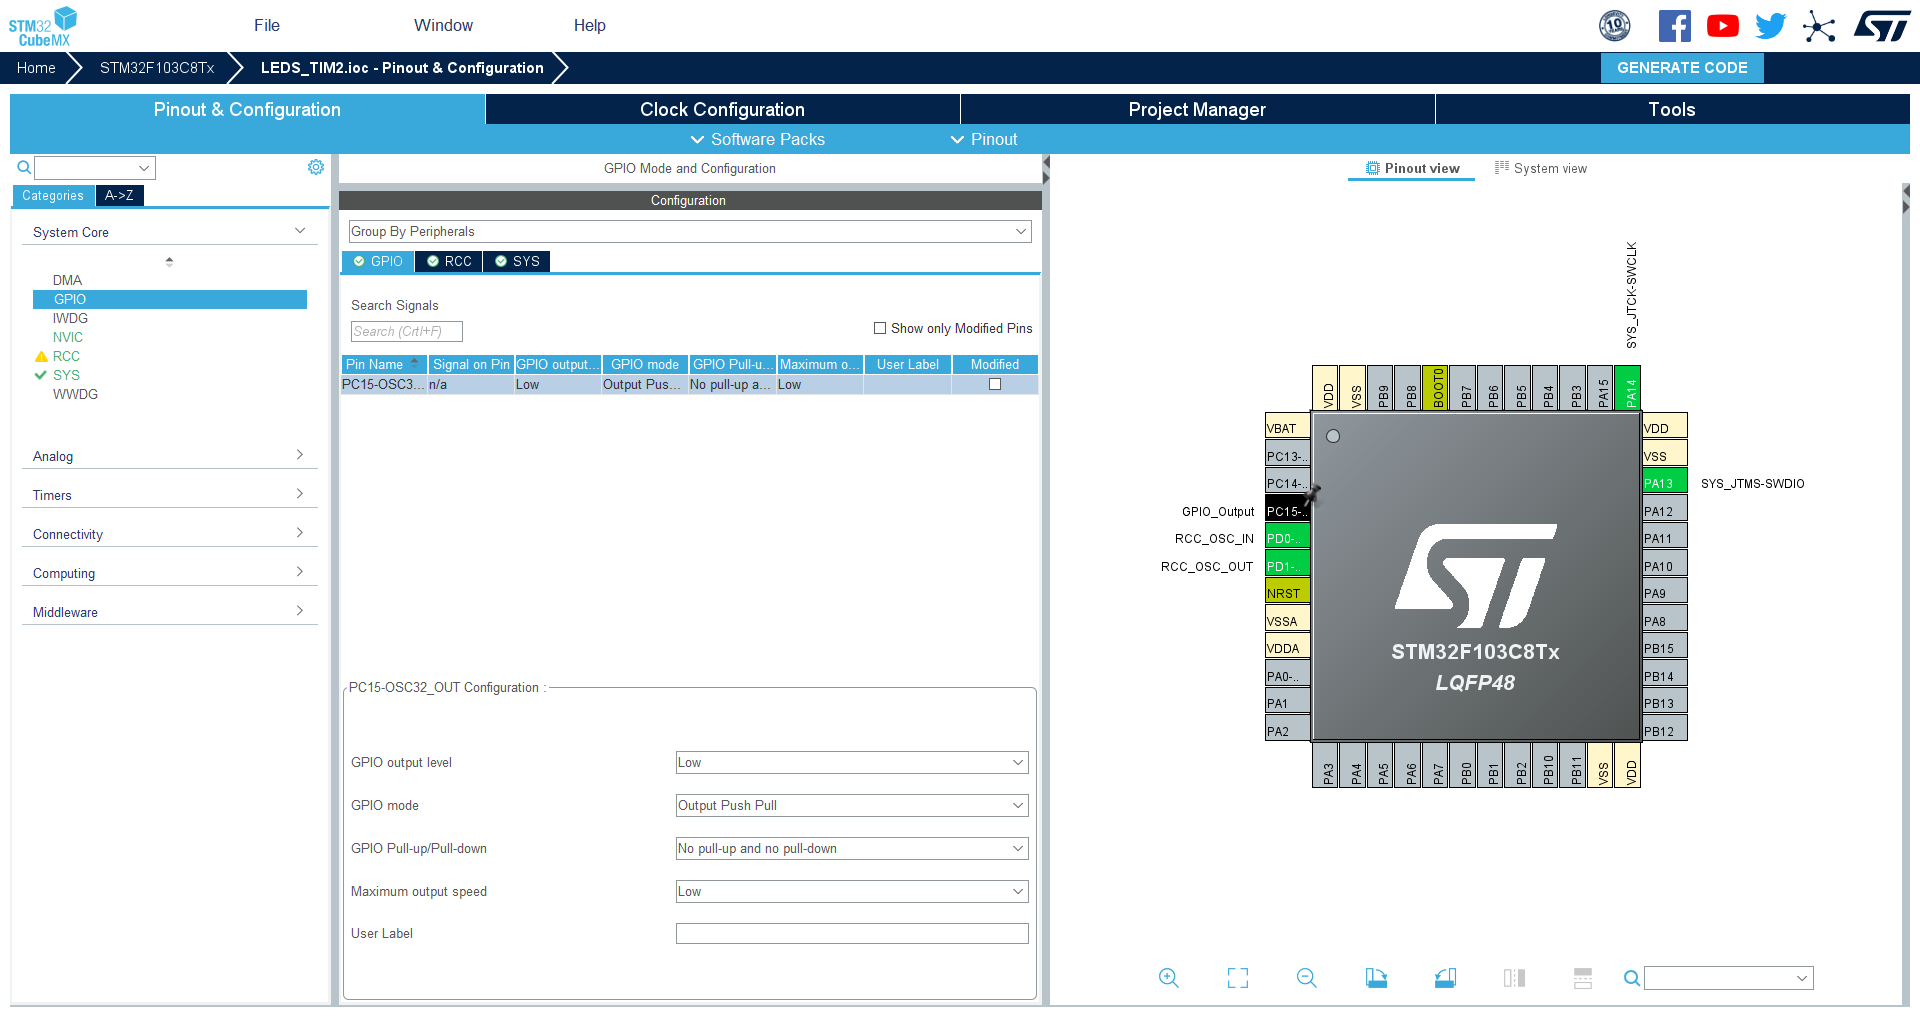 STM32
CubeMX
File
Window
Help
10
Home
STM32F103C8Tx
LEDS_TIM2.ioc - Pinout & Configuration
GENERATE CODE
Pinout & Configuration
Clock Configuration
Project Manager
Tools
Software Packs
Pinout
Categories
A->Z
System Core
DMA
GPIO
IWDG
NVIC
RCC
SYS
WWDG
Analog
Timers
Connectivity
Computing
Middleware
GPIO Mode and Configuration
Configuration
Group By Peripherals
GPIO
RCC
SYS
Search Signals
Search (Crtl+F)
Show only Modified Pins
Pin Name Signal on Pin GPIO output... GPIO mode GPIO Pull-u... Maximum o... User Label Modified
PC15-OSC3... n/a Low Output Pus... No pull-up a... Low
PC15-OSC32_OUT Configuration :
GPIO output level
Low
GPIO mode
Output Push Pull
GPIO Pull-up/Pull-down
No pull-up and no pull-down
Maximum output speed
Low
User Label
Pinout view
System view
SYS_JTCK-SWCLK
VDD
VSS
PB9
PB8
BOOT0
PB7
PB6
PB5
PB4
PB3
PA15
PA14
VBAT
PC13-..
PC14-..
GPIO_Output PC15-..
RCC_OSC_IN PD0-..
RCC_OSC_OUT PD1-..
NRST
VSSA
VDDA
PA0-..
PA1
PA2
ST
STM32F103C8Tx
LQFP48
VDD
VSS
PA13 SYS_JTMS-SWDIO
PA12
PA11
PA10
PA9
PA8
PB15
PB14
PB13
PB12
PA3
PA4
PA5
PA6
PA7
PB0
PB1
PB2
PB10
PB11
VSS
VDD